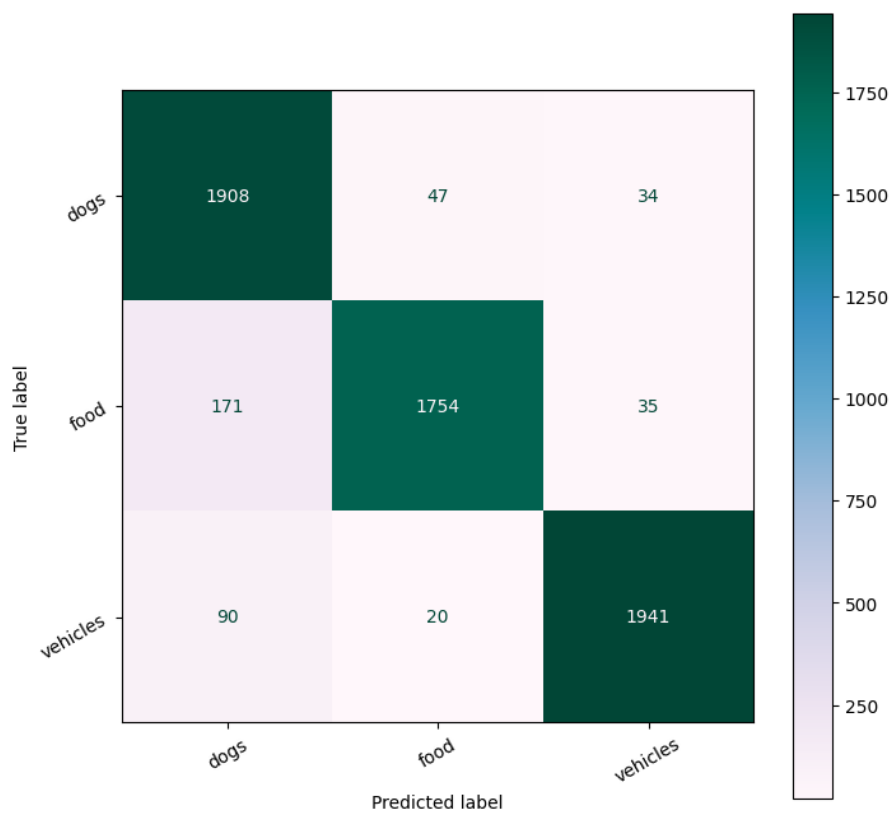 1750
1500
1250
1000
750
500
250
True label
dogs
1908
47
34
food
171
1754
35
vehicles
90
20
1941
dogs
food
vehicles
Predicted label